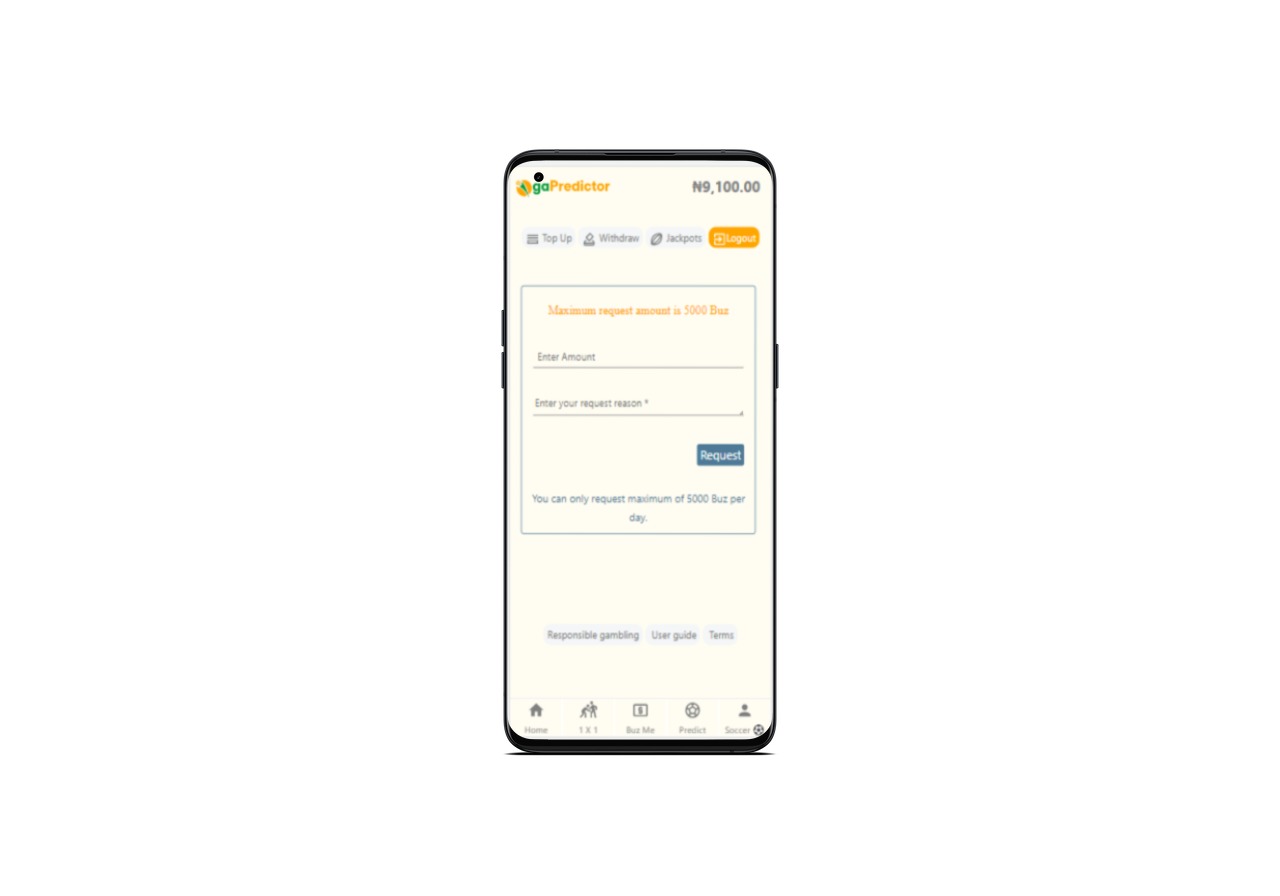 gaPredictor
₦9,100.00
Top Up Withdraw Jackpots Logout
Maximum request amount is 5000 Buz
Enter Amount
Enter your request reason *
Request
You can only request maximum of 5000 Buz per
day.
Responsible gambling User guide Terms
Home 1 X 1 Buz Me Predict Soccer